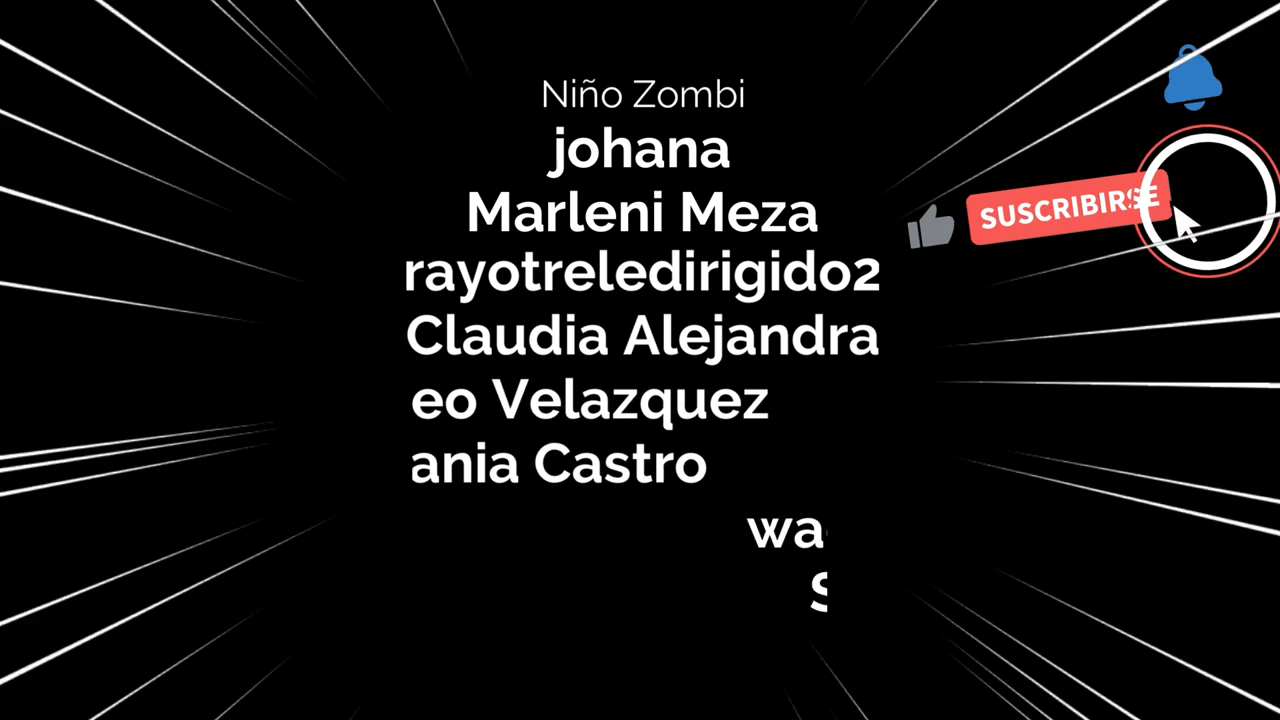 Niño Zombi
johana
Marleni Meza
SUSCRIBIRSE
rayotreledirigido2
Claudia Alejandra
eo Velazquez
ania Castro